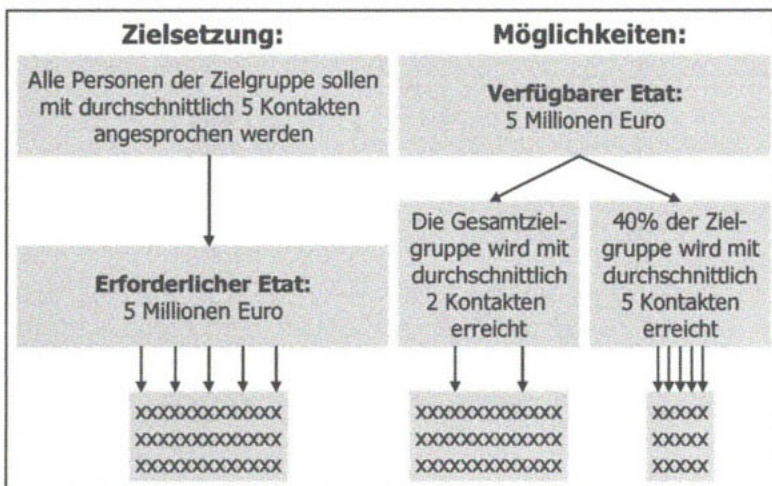 Zielsetzung:
Alle Personen der Zielgruppe sollen
mit durchschnittlich 5 Kontakten
angesprochen werden
Erforderlicher Etat:
5 Millionen Euro
XXXXXXXXXXXXX
XXXXXXXXXXXXX
XXXXXXXXXXXXX
Möglichkeiten:
Verfügbarer Etat:
5 Millionen Euro
Die Gesamtziel-
gruppe wird mit
durchschnittlich
2 Kontakten
erreicht
XXXXXXXXXXXXX
XXXXXXXXXXXXX
XXXXXXXXXXXXX
40% der Ziel-
gruppe wird mit
durchschnittlich
5 Kontakten
erreicht
XXXXX
XXXXX
XXXXX